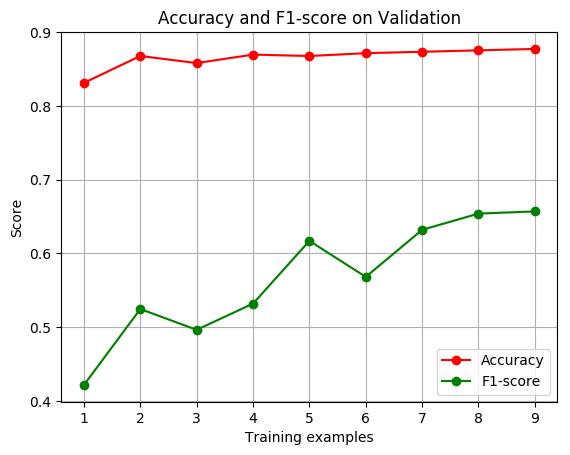 Accuracy and F1-score on Validation
0.9
0.8
0.7
0.6
0.5
0.4
Score
Accuracy
F1-score
1 2 3 4 5 6 7 8 9
Training examples